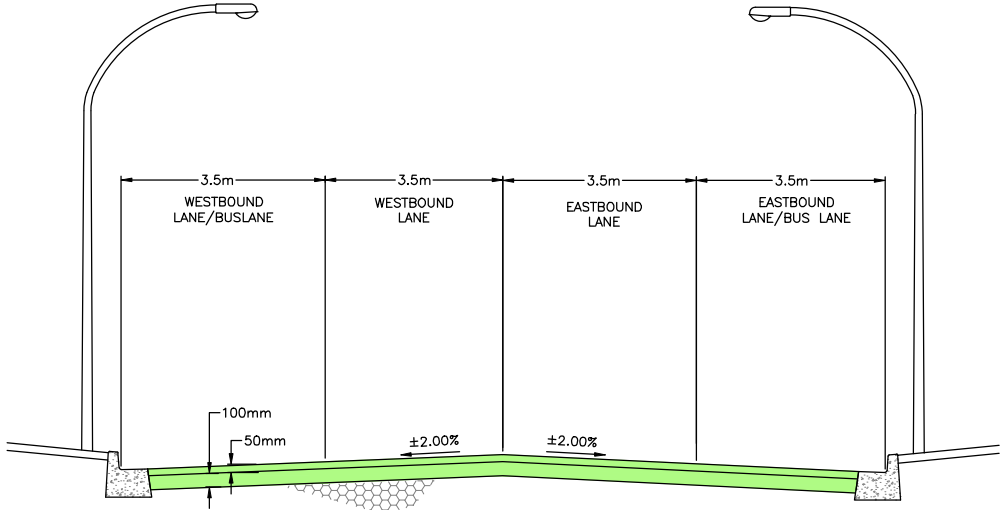 3.5m
3.5m
3.5m
3.5m
WESTBOUND
LANE/BUSLANE
WESTBOUND
LANE
EASTBOUND
LANE
EASTBOUND
LANE/BUS LANE
100mm
50mm
±2.00%
±2.00%